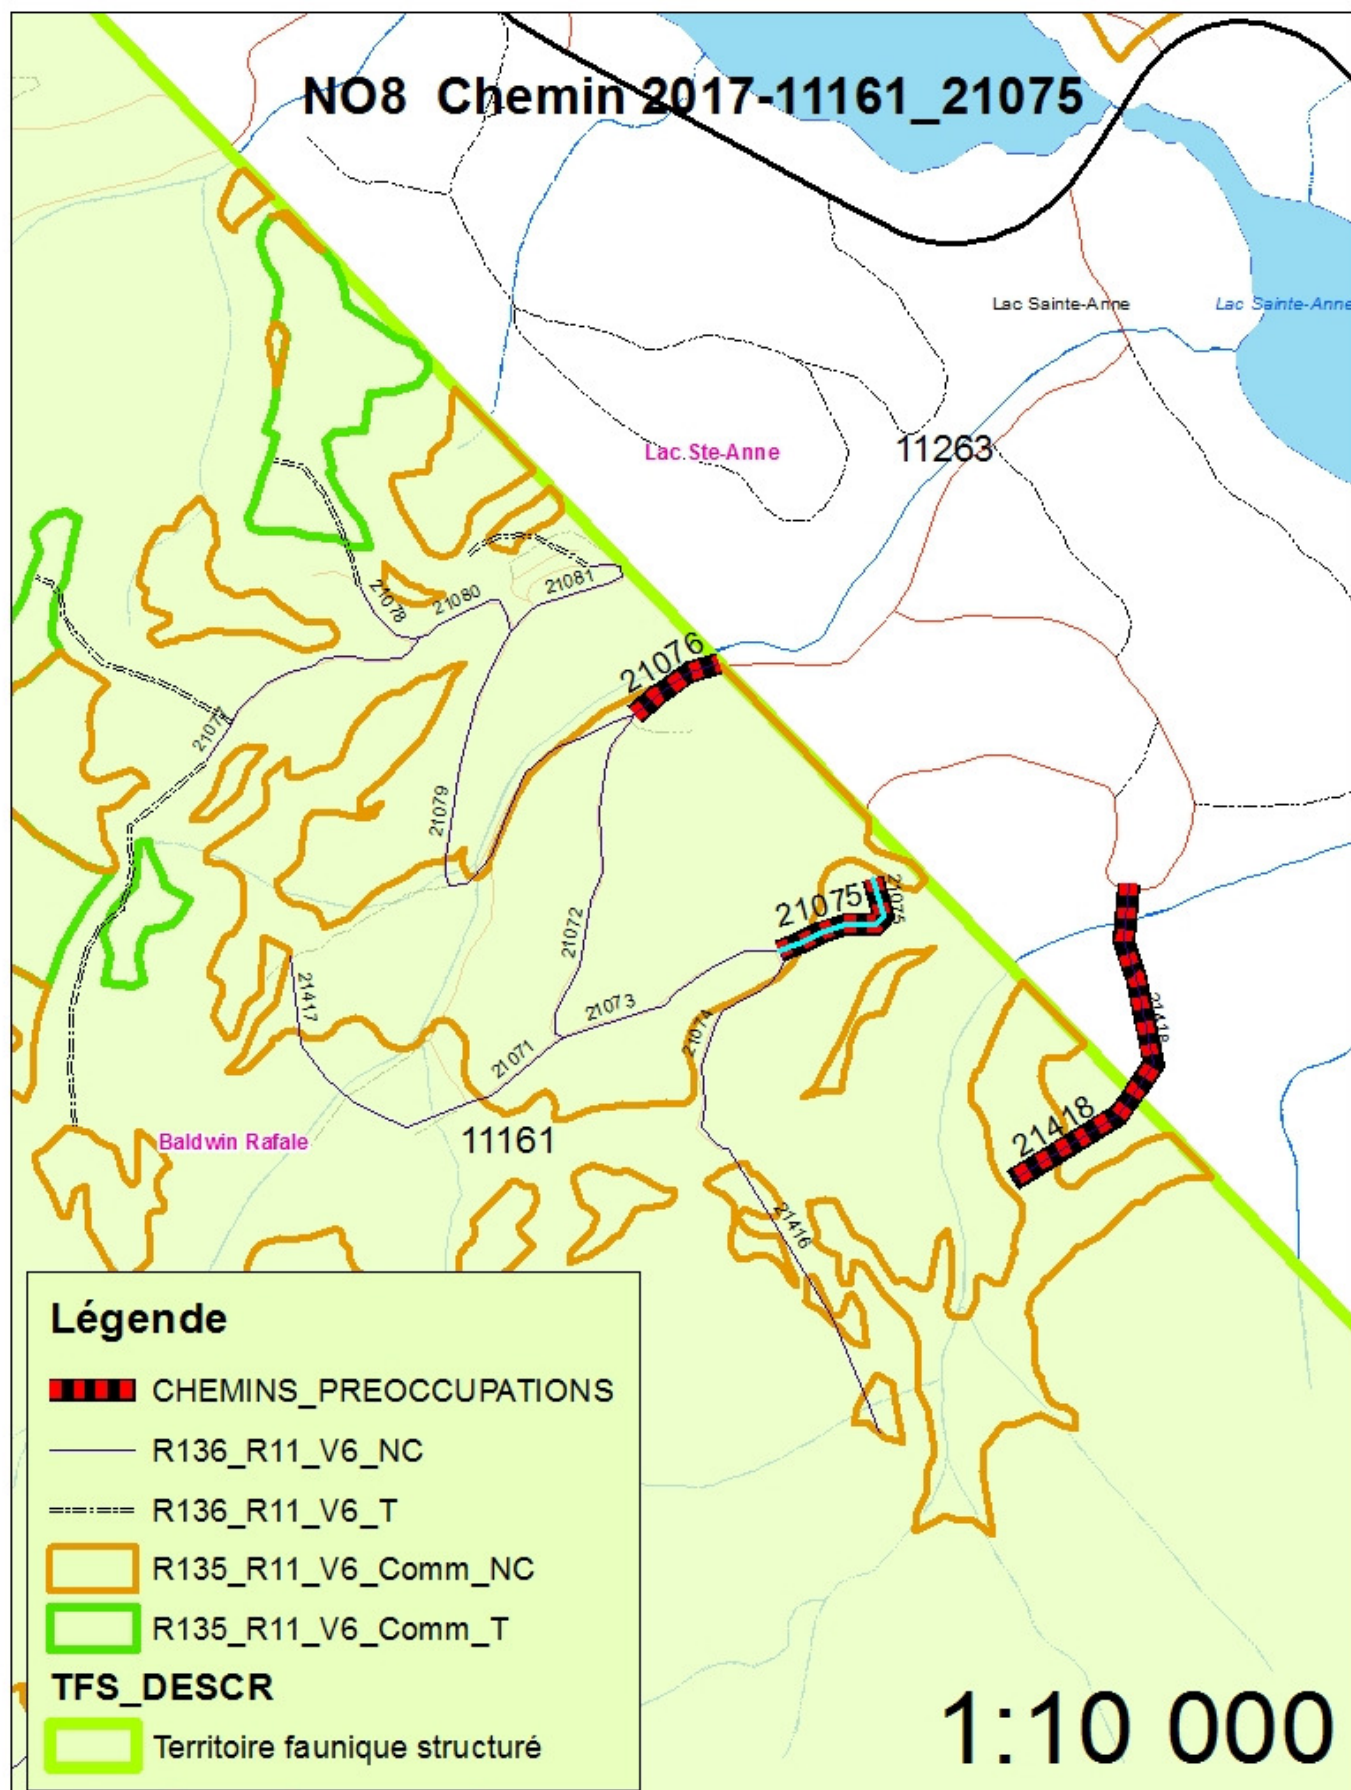 NO8 Chemin 2017-11161_21075
Lac Sainte-Anne
Lac Sainte-Anne
11263
Lac.Ste-Anne
21081
21080
21078
21076
21077
21079
21075
21075
21072
21073
21417
21074
21071
21418
21418
11161
Baldwin Rafale
21416
Légende
CHEMINS_PREOCCUPATIONS
R136_R11_V6_NC
R136_R11_V6_T
R135_R11_V6_Comm_NC
R135_R11_V6_Comm_T
TFS_DESCR
Territoire faunique structuré
1:10 000